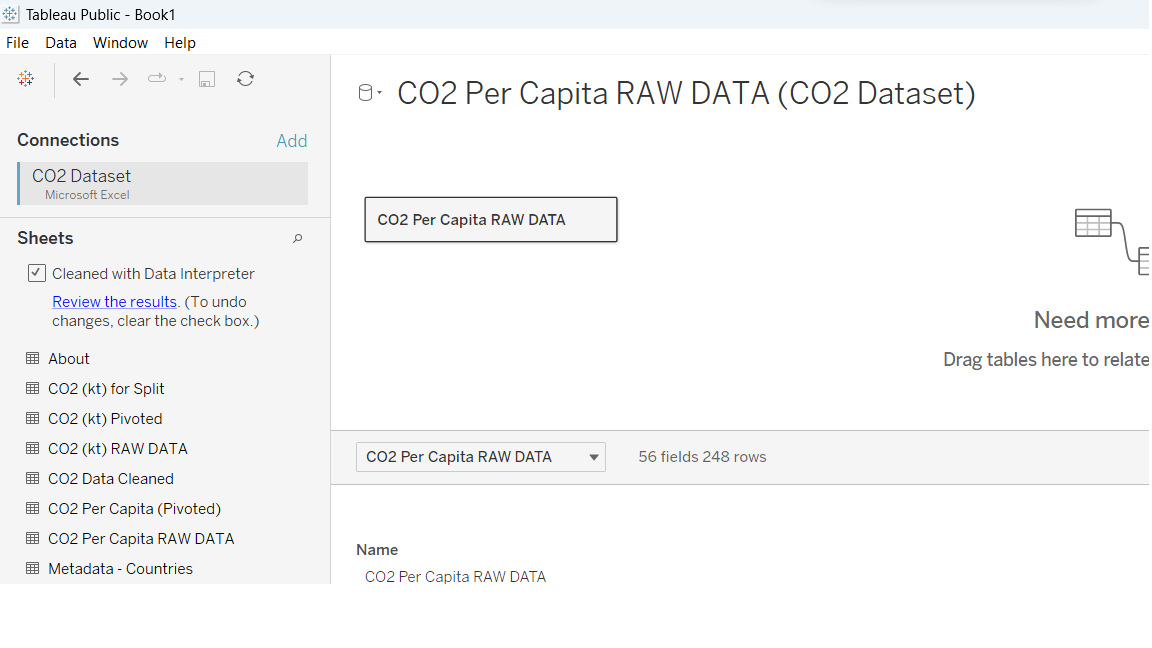 Tableau Public - Book1
File Data Window Help
Connections Add
CO2 Dataset
Microsoft Excel
Sheets
Cleaned with Data Interpreter
Review the results. (To undo
changes, clear the check box.)
About
CO2 (kt) for Split
CO2 (kt) Pivoted
CO2 (kt) RAW DATA
CO2 Data Cleaned
CO2 Per Capita (Pivoted)
CO2 Per Capita RAW DATA
Metadata - Countries
CO2 Per Capita RAW DATA (CO2 Dataset)
CO2 Per Capita RAW DATA
Need more
Drag tables here to relate
CO2 Per Capita RAW DATA 56 fields 248 rows
Name
CO2 Per Capita RAW DATA